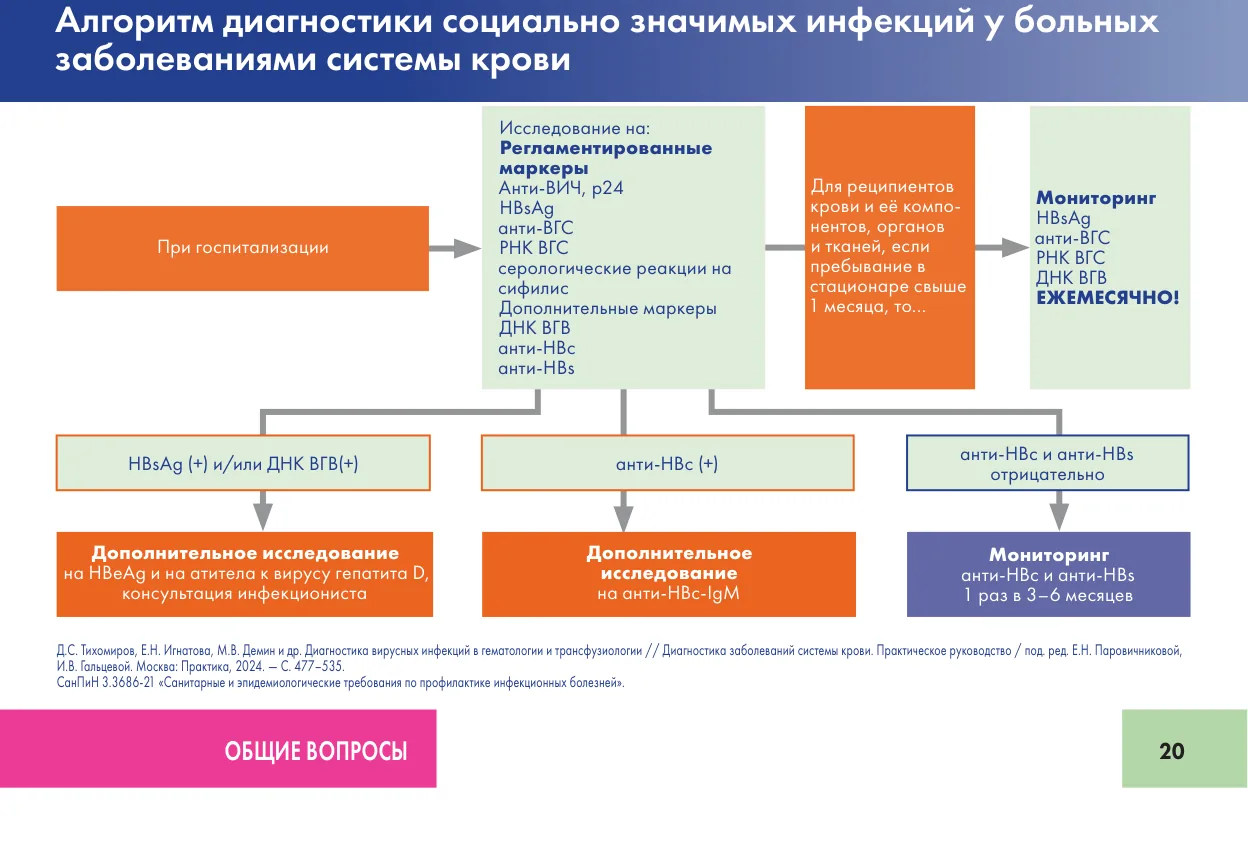 Алгоритм диагностики социально значимых инфекций у больных
заболеваниями системы крови
При госпитализации
Исследование на:
Регламентированные
маркеры
Анти-ВИЧ, p24
HBsAg
анти-ВГС
РНК ВГС
серологические реакции на
сифилис
Дополнительные маркеры
ДНК ВГВ
анти-HBc
анти-HBs
Для реципиентов
крови и её компо-
нентов, органов
и тканей, если
пребывание в
стационаре свыше
1 месяца, то...
Мониторинг
HBsAg
анти-ВГС
РНК ВГС
ДНК ВГВ
ЕЖЕМЕСЯЧНО!
HBsAg (+) и/или ДНК ВГВ(+)
анти-HBc (+)
анти-HBc и анти-HBs
отрицательно
Дополнительное исследование
на HBeAg и на атитела к вирусу гепатита D,
консультация инфекциониста
Дополнительное
исследование
на анти-HBc-IgM
Мониторинг
анти-HBc и анти-HBs
1 раз в 3–6 месяцев
Д.С. Тихомиров, Е.Н. Игнатова, М.В. Демин и др. Диагностика вирусных инфекций в гематологии и трансфузиологии // Диагностика заболеваний системы крови. Практическое руководство / под. ред. Е.Н. Паровичниковой,
И.В. Гальцевой. Москва: Практика, 2024. — С. 477–535.
СанПиН 3.3686-21 «Санитарные и эпидемиологические требования по профилактике инфекционных болезней».
ОБЩИЕ ВОПРОСЫ
20